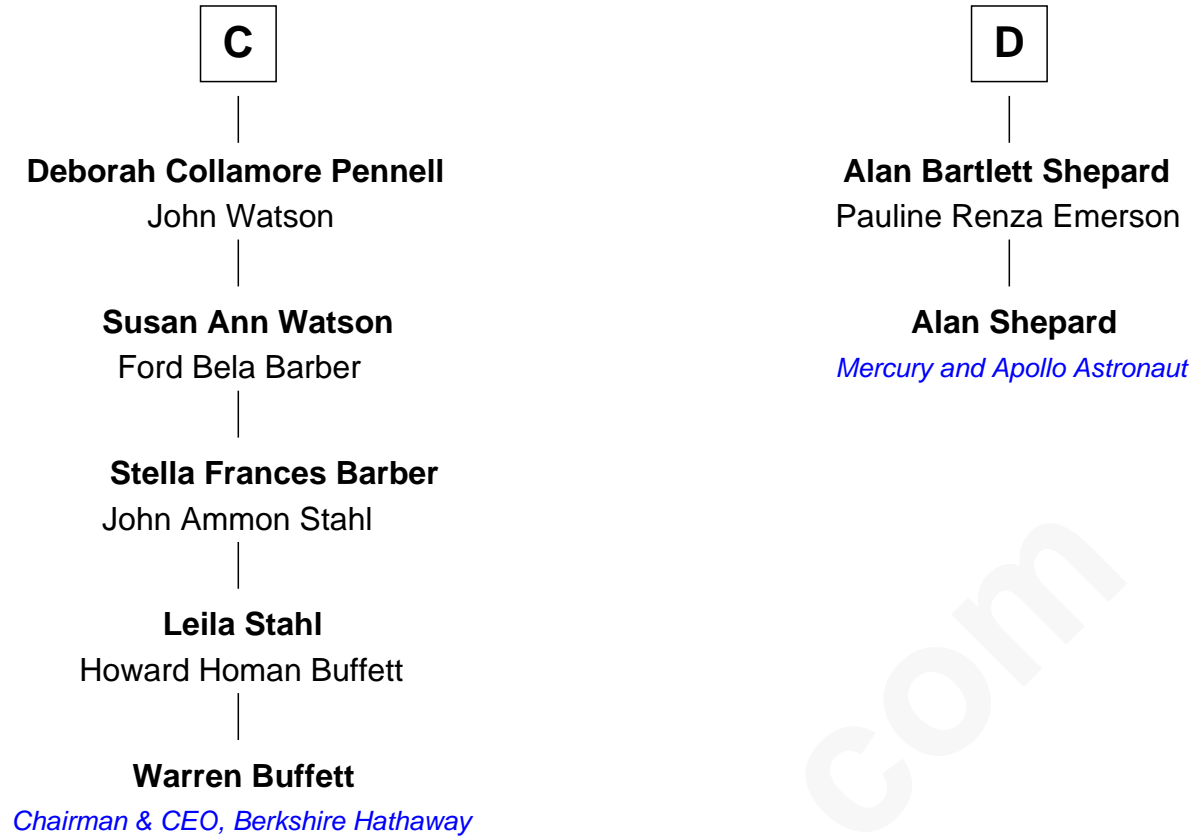 C
Deborah Collamore Pennell
John Watson
Susan Ann Watson
Ford Bela Barber
Stella Frances Barber
John Ammon Stahl
Leila Stahl
Howard Homan Buffett
Warren Buffett
Chairman & CEO, Berkshire Hathaway
D
Alan Bartlett Shepard
Pauline Renza Emerson
Alan Shepard
Mercury and Apollo Astronaut
com